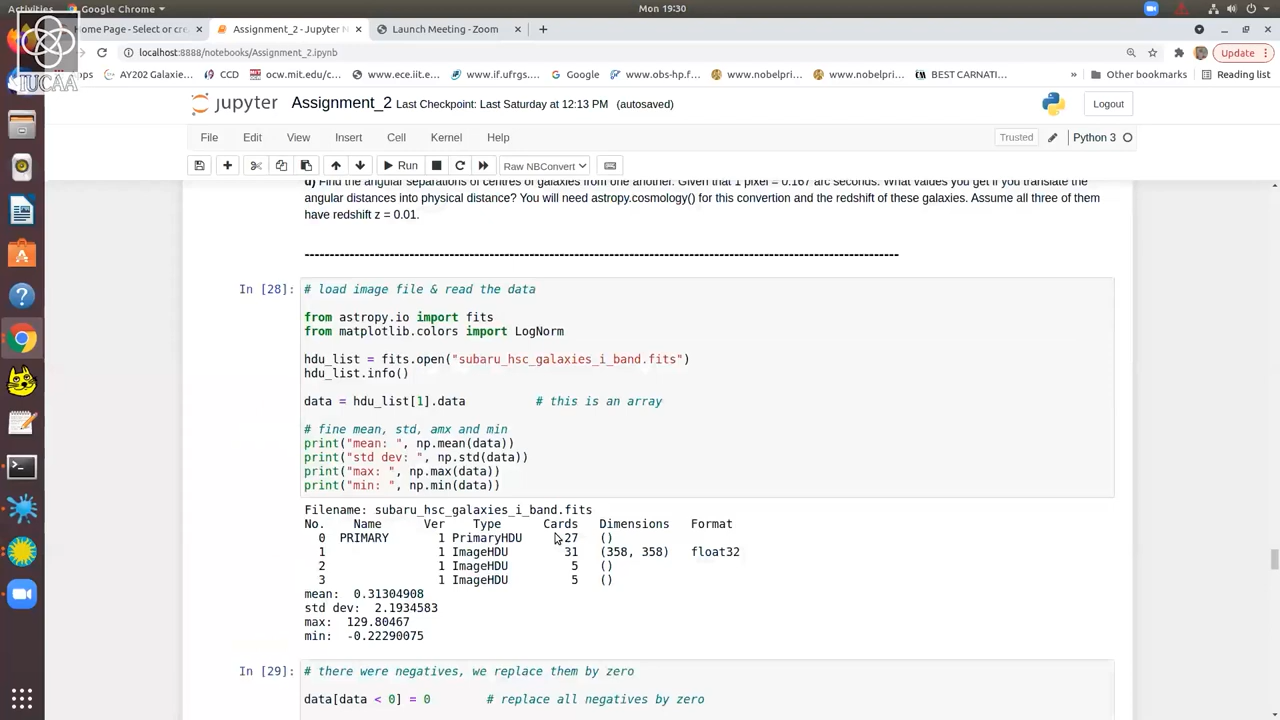 Activities
Google Chrome
Mon 19:30
Home Page - Select or cre
Assignment_2 - Jupyter N
Launch Meeting - Zoom
localhost:8888/notebooks/Assignment_2.ipynb
Update
AY202 Galaxie...
CCD
ocw.mit.edu/c...
www.ece.iit.e...
www.if.ufrgs....
Google
www.obs-hp.f...
www.nobelpri...
www.nobelpri...
BEST CARNATI...
»
Other bookmarks
Reading list
IUCAA
jupyter
Assignment_2 Last Checkpoint: Last Saturday at 12:13 PM (autosaved)
Logout
File
Edit
View
Insert
Cell
Kernel
Help
Trusted
Python 3
Run
Raw NBConvert
d) Find the angular separations of centres of galaxies from one another. Given that 1 pixel = 0.167 arc seconds. What values you get if you translate the
angular distances into physical distance? You will need astropy.cosmology() for this convertion and the redshift of these galaxies. Assume all three of them
have redshift z = 0.01.
In [28]:
# load image file & read the data
from astropy.io import fits
from matplotlib.colors import LogNorm
hdu_list = fits.open("subaru_hsc_galaxies_i_band.fits")
hdu_list.info()
data = hdu_list[1].data # this is an array
# fine mean, std, amx and min
print("mean: ", np.mean(data))
print("std dev: ", np.std(data))
print("max: ", np.max(data))
print("min: ", np.min(data))
Filename: subaru_hsc_galaxies_i_band.fits
No. Name Ver Type Cards Dimensions Format
0 PRIMARY 1 PrimaryHDU 27 ()
1 1 ImageHDU 31 (358, 358) float32
2 1 ImageHDU 5 ()
3 1 ImageHDU 5 ()
mean: 0.31304908
std dev: 2.1934583
max: 129.80467
min: -0.22290075
In [29]:
# there were negatives, we replace them by zero
data[data < 0] = 0 # replace all negatives by zero